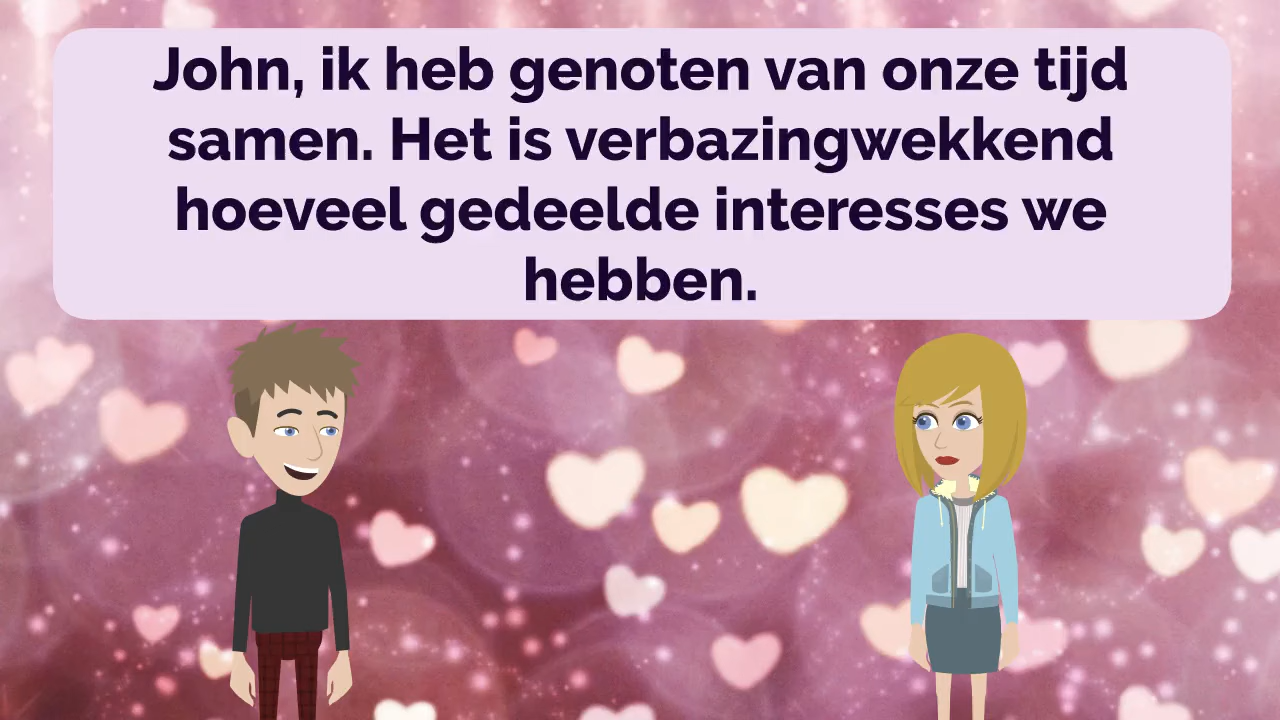 John, ik heb genoten van onze tijd
samen. Het is verbazingwekkend
hoeveel gedeelde interesses we
hebben.